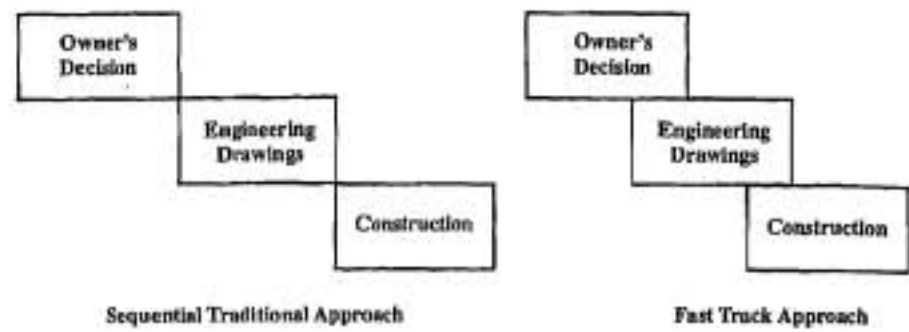 Owner's
Decision
Engineering
Drawings
Construction
Sequential Traditional Approach
Owner's
Decision
Engineering
Drawings
Construction
Fast Truck Approach